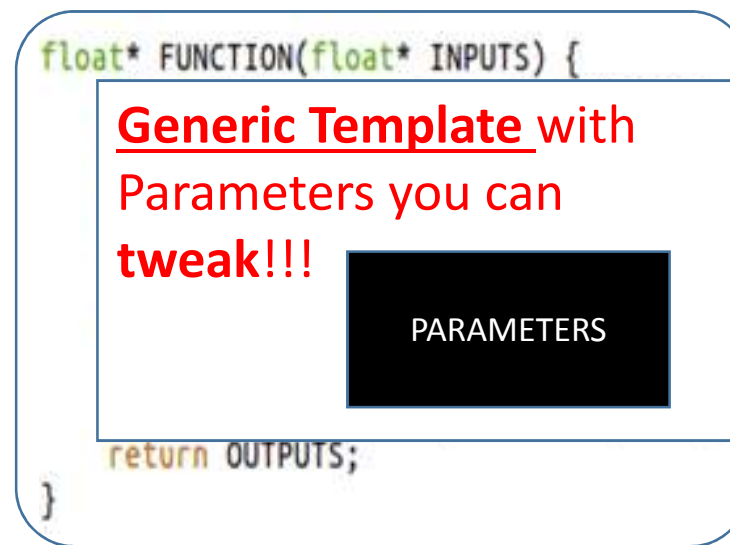 float* FUNCTION(float* INPUTS) {
Generic Template with
Parameters you can
tweak!!!
PARAMETERS
return OUTPUTS;
}